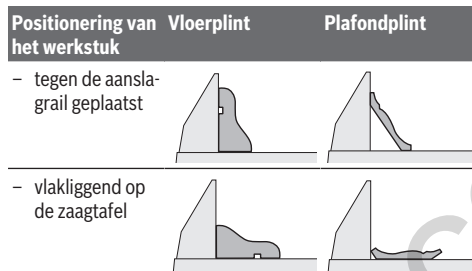 Positionering van Vloerplint Plafondplint
het werkstuk
– tegen de aansla-
grail geplaatst
– vlakliggend op
de zaagtafel